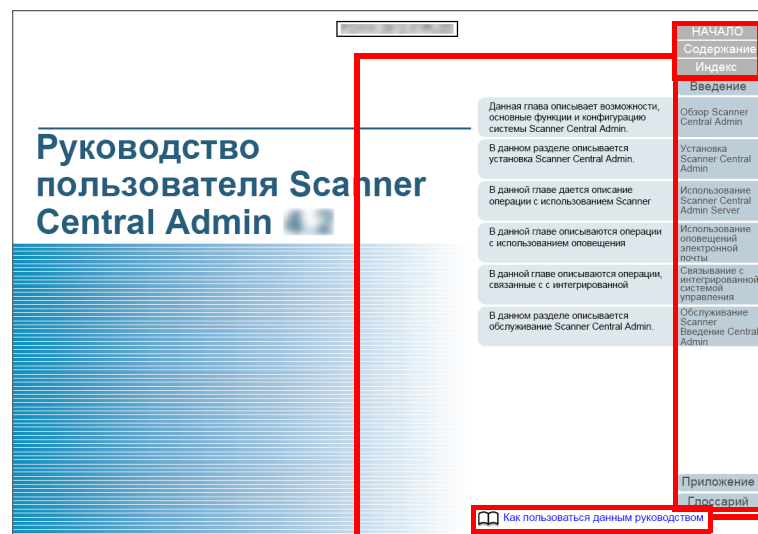 Руководство
пользователя Scanner
Central Admin
Данная глава описывает возможности,
основные функции и конфигурацию
системы Scanner Central Admin.
В данном разделе описывается
установка Scanner Central Admin.
В данной главе дается описание
операции с использованием Scanner
В данной главе описываются операции
с использованием оповещения
В данной главе описываются операции,
связанные с с интегрированной
В данном разделе описывается
обслуживание Scanner Central Admin.
НАЧАЛО
Содержание
Индекс
Введение
Обзор Scanner
Central Admin
Установка
Scanner Central
Admin
Использование
Scanner Central
Admin Server
Использование
оповещений
электронной
почты
Связывание с
интегрированной
системой
управления
Обслуживание
Scanner
Введение Central
Admin
Приложение
Глоссарий
Как пользоваться данным руководством